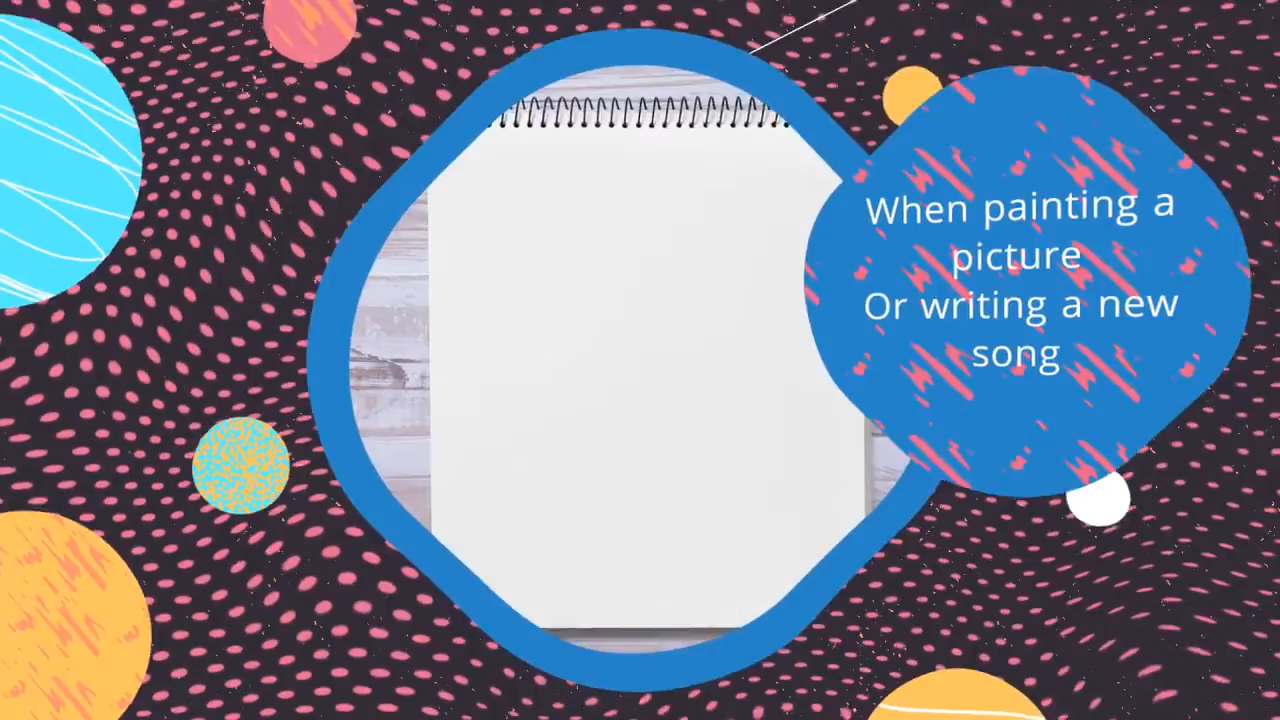 When painting a
picture
Or writing a new
song